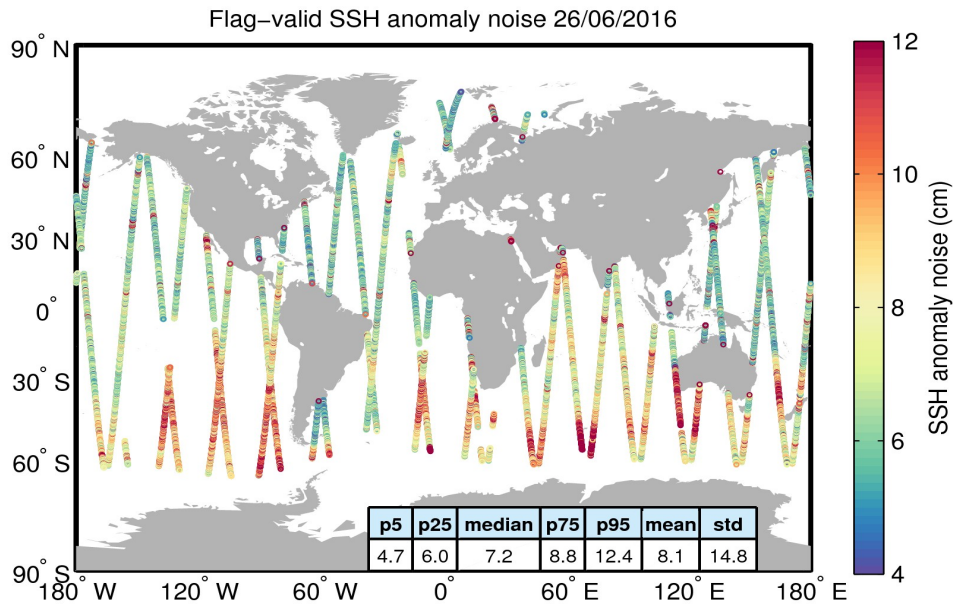 Flag−valid SSH anomaly noise 26/06/2016
90° N
60° N
30° N
0°
30° S
60° S
90° S
180° W
120° W
60° W
0°
60° E
120° E
180° E
p5 p25 median p75 p95 mean std
4.7 6.0 7.2 8.8 12.4 8.1 14.8
12
10
8
6
4
SSH anomaly noise (cm)